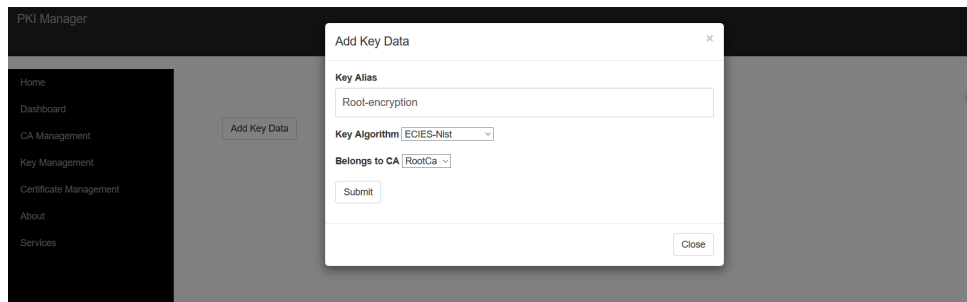 PKI Manager
Home
Dashboard
CA Management
Key Management
Certificate Management
About
Services
Add Key Data
Add Key Data ×
Key Alias
Root-encryption
Key Algorithm ECIES-Nist
Belongs to CA RootCa
Submit
Close